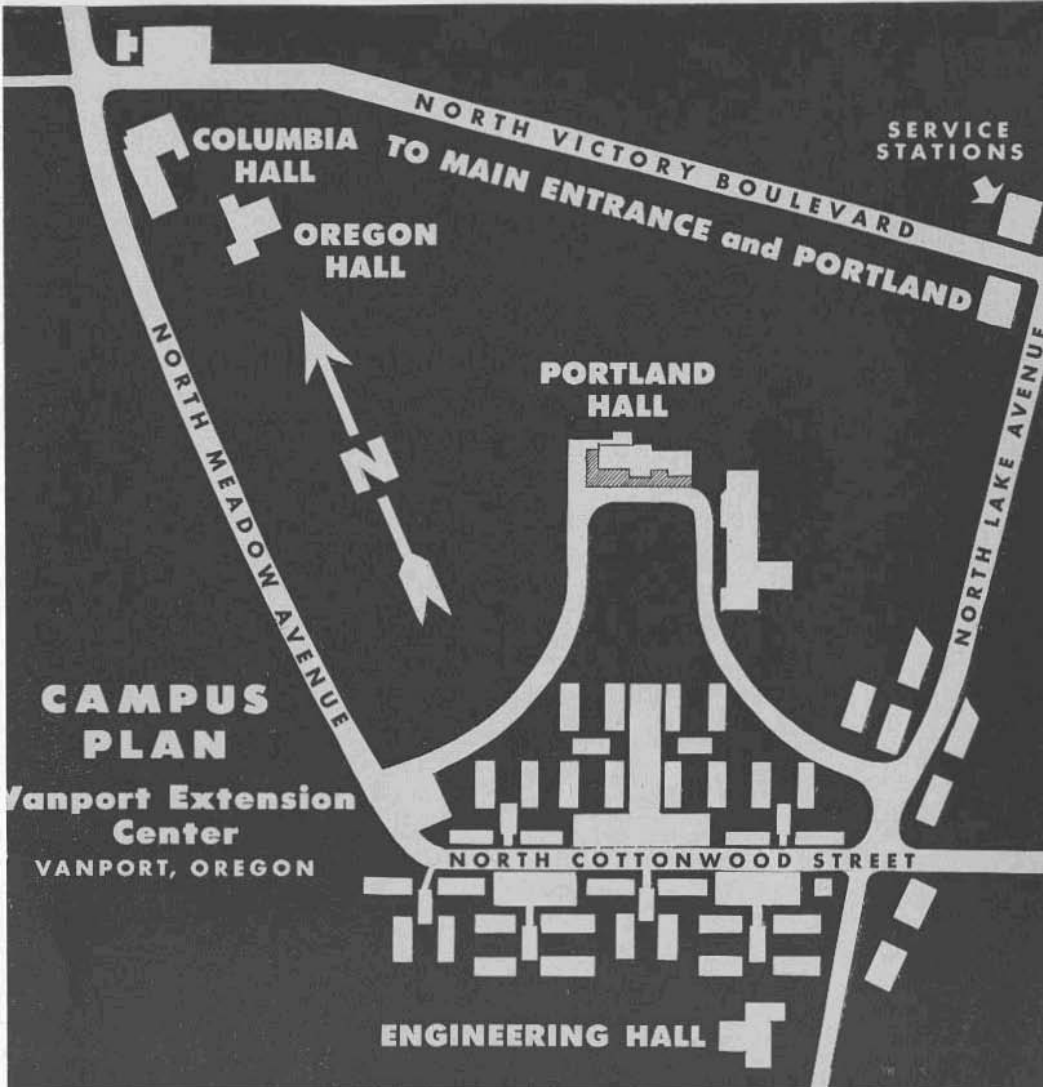 NORTH VICTORY BOULEVARD
SERVICE
STATIONS
COLUMBIA
HALL
TO MAIN ENTRANCE and PORTLAND
OREGON
HALL
NORTH MEADOW AVENUE
N
PORTLAND
HALL
NORTH LAKE AVENUE
CAMPUS
PLAN
Vanport Extension
Center
VANPORT, OREGON
NORTH COTTONWOOD STREET
ENGINEERING HALL